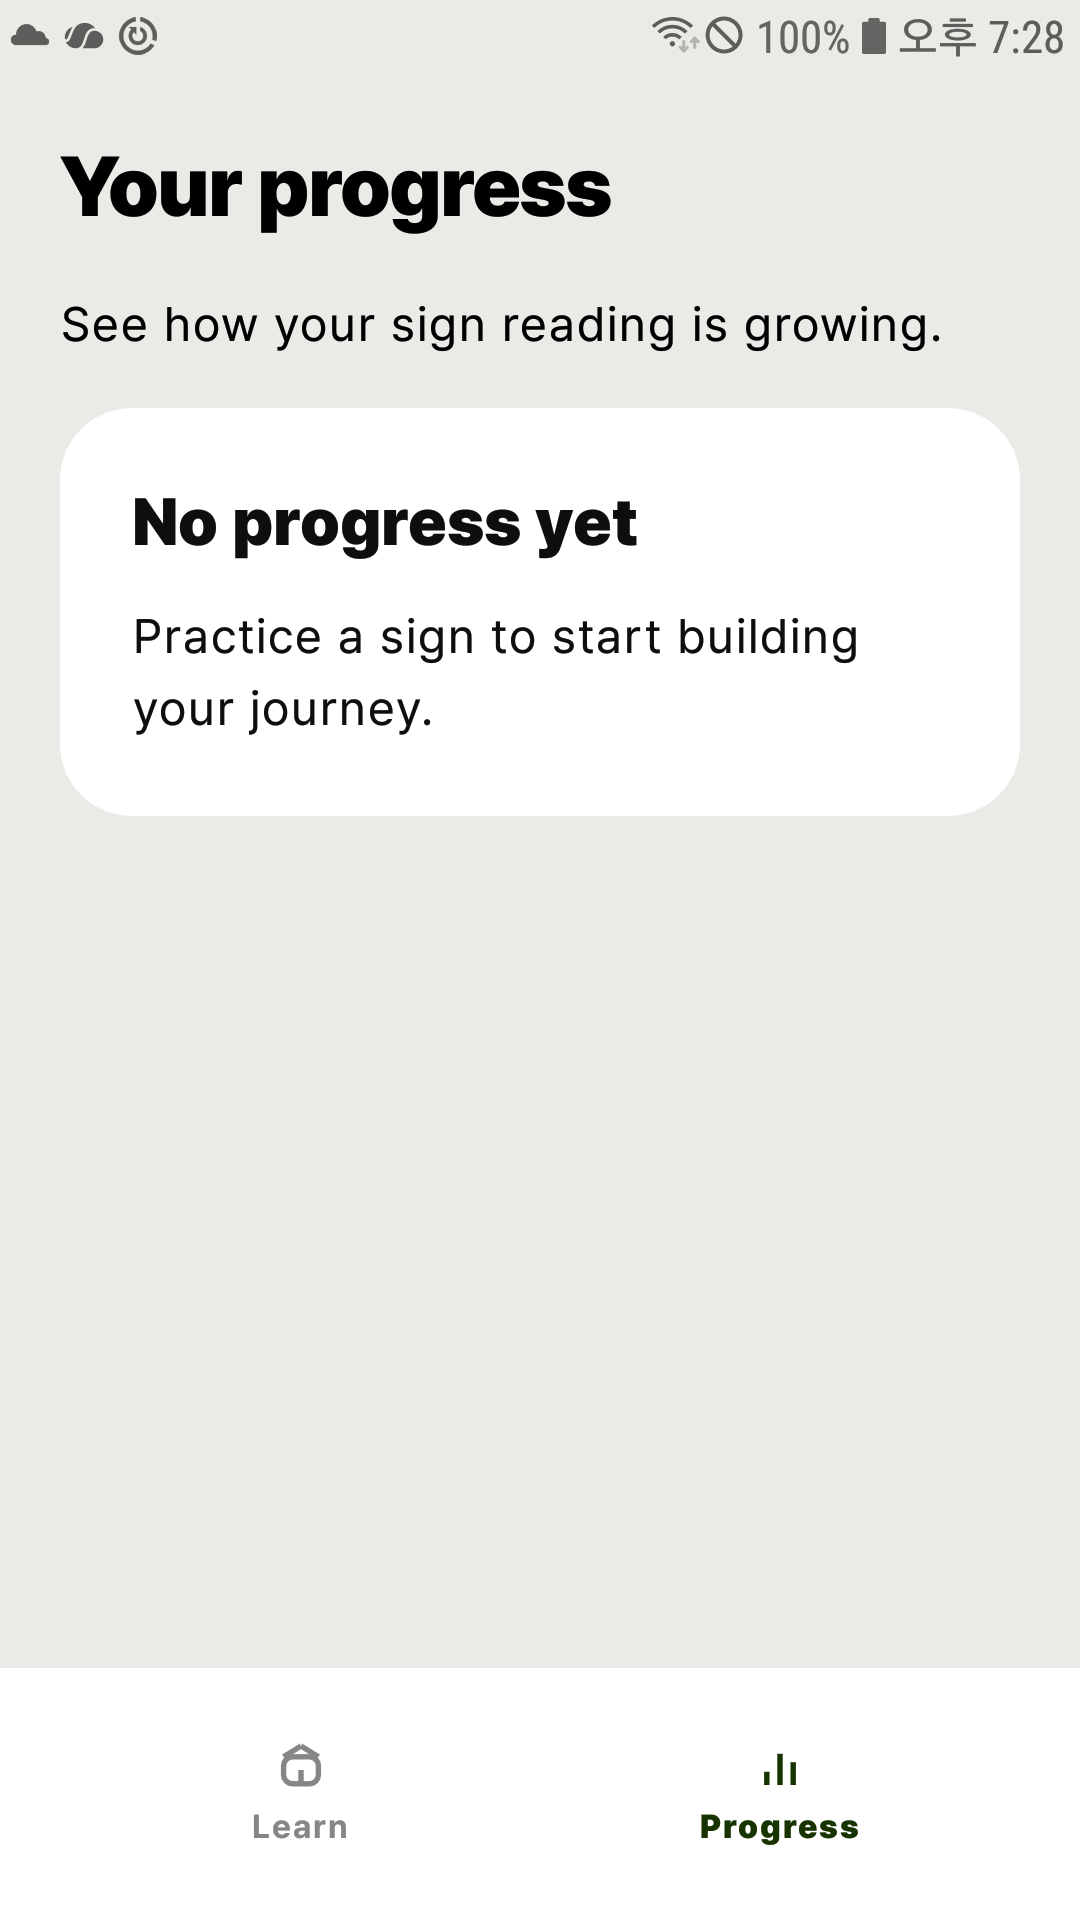 100% 오후 7:28
Your progress
See how your sign reading is growing.
No progress yet
Practice a sign to start building
your journey.
Learn
Progress